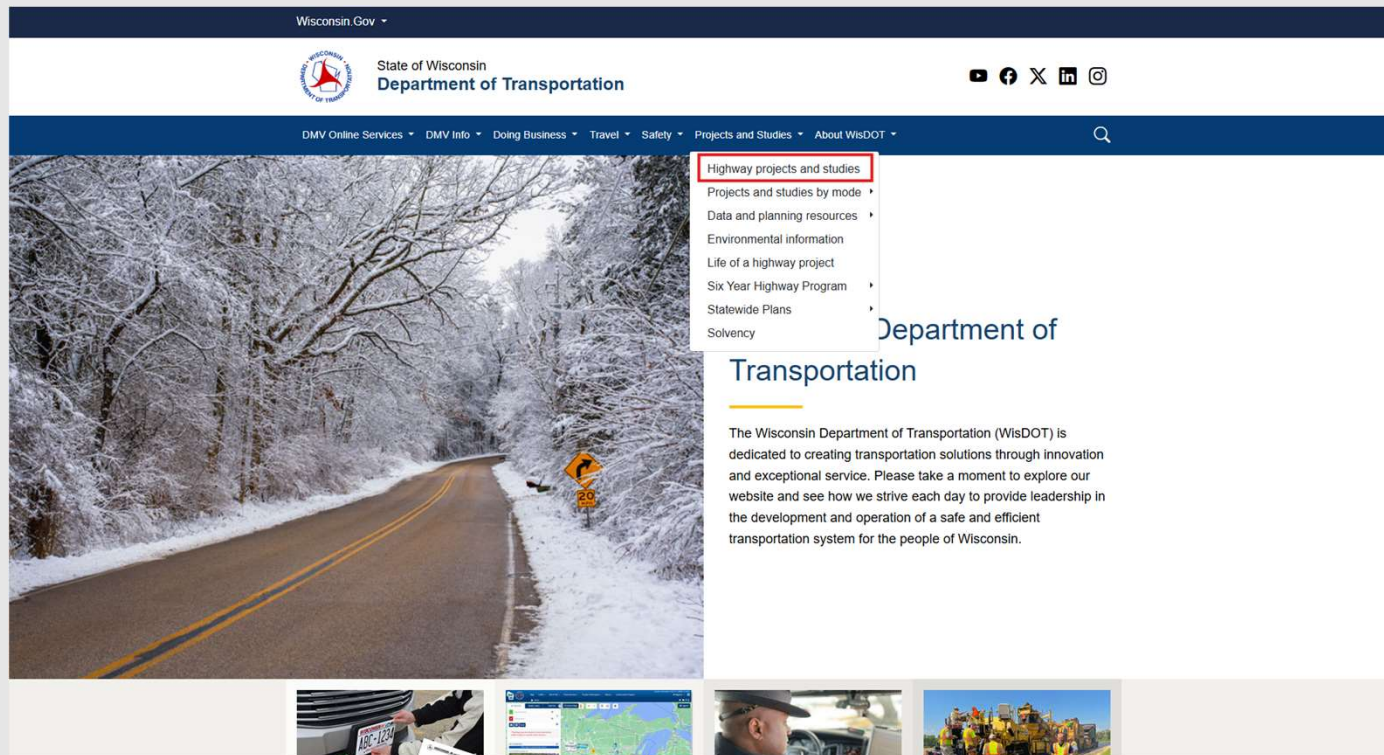 Wisconsin.Gov
WISCONSIN
DEPARTMENT OF TRANSPORTATION
State of Wisconsin
Department of Transportation
DMV Online Services DMV Info Doing Business Travel Safety Projects and Studies About WisDOT
Highway projects and studies
Projects and studies by mode
Data and planning resources
Environmental information
Life of a highway project
Six Year Highway Program
Statewide Plans
Solvency
Department of
Transportation
The Wisconsin Department of Transportation (WisDOT) is
dedicated to creating transportation solutions through innovation
and exceptional service. Please take a moment to explore our
website and see how we strive each day to provide leadership in
the development and operation of a safe and efficient
transportation system for the people of Wisconsin.
20
ABC-1234